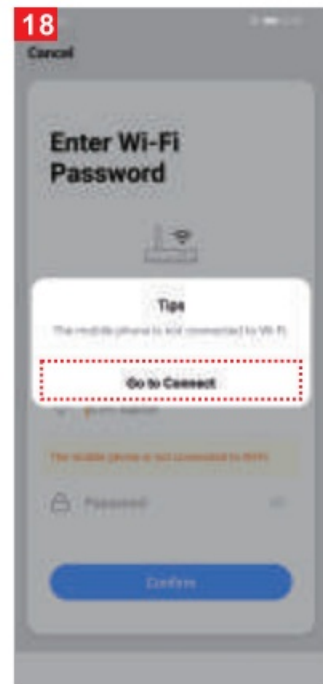 18
Cancel
Enter Wi-Fi
Password
Tips
The mobile phone is not connected to Wi-Fi
Go to Connect
The mobile phone is not connected to Wi-Fi
Password
Confirm